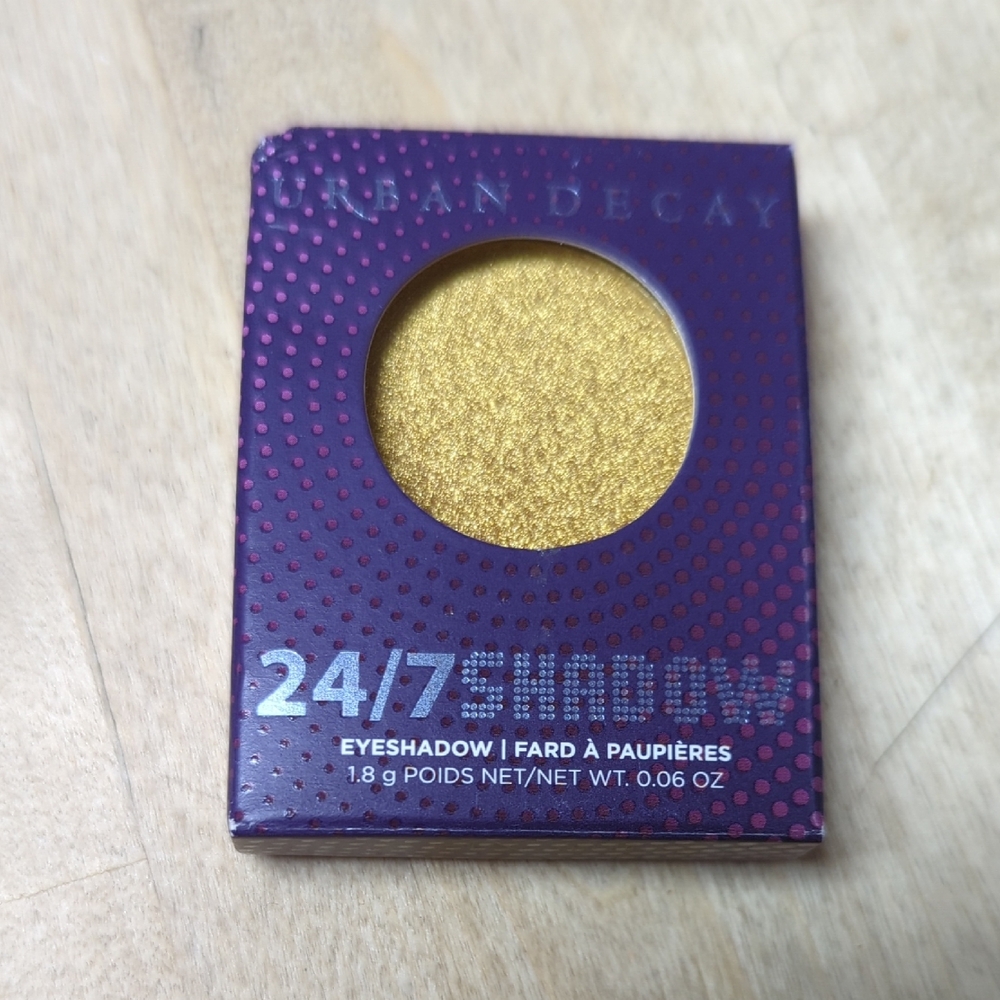 URBAN DECAY
24/7 SHADOW
EYESHADOW | FARD À PAUPIÈRES
1.8 g POIDS NET/NET WT. 0.06 OZ